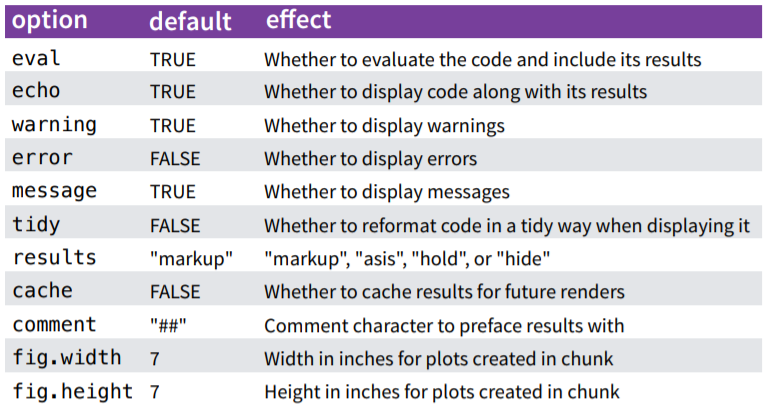 option default effect
eval TRUE Whether to evaluate the code and include its results
echo TRUE Whether to display code along with its results
warning TRUE Whether to display warnings
error FALSE Whether to display errors
message TRUE Whether to display messages
tidy FALSE Whether to reformat code in a tidy way when displaying it
results "markup" "markup", "asis", "hold", or "hide"
cache FALSE Whether to cache results for future renders
comment "##" Comment character to preface results with
fig.width 7 Width in inches for plots created in chunk
fig.height 7 Height in inches for plots created in chunk